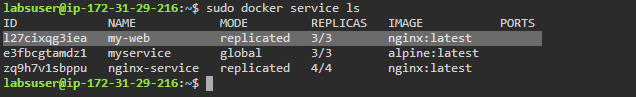 labsuser@ip-172-31-29-216:~$ sudo docker service ls
ID NAME MODE REPLICAS IMAGE PORTS
l27cixqg3iea my-web replicated 3/3 nginx:latest
e3fbcgtamdz1 myservice global 3/3 alpine:latest
zq9h7v1sbppu nginx-service replicated 4/4 nginx:latest
labsuser@ip-172-31-29-216:~$